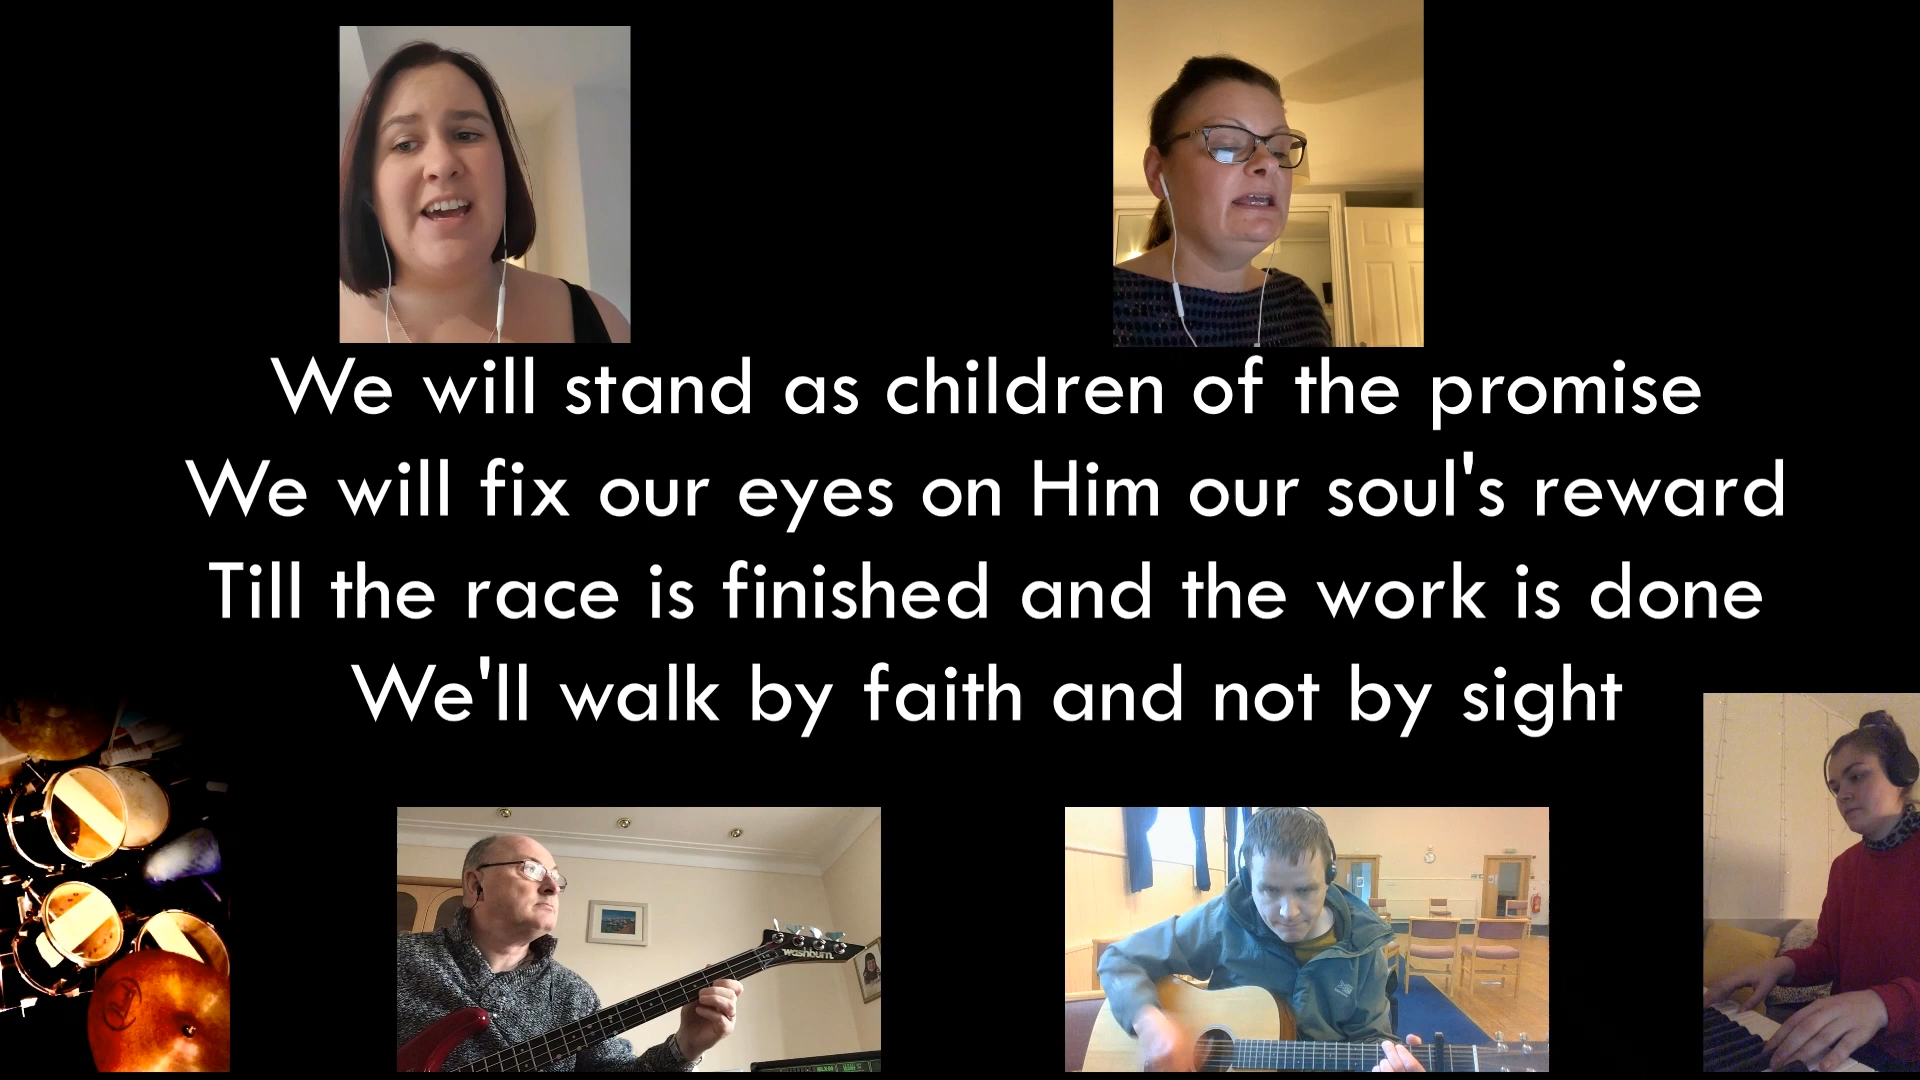 We will stand as children of the promise
We will fix our eyes on Him our soul's reward
Till the race is finished and the work is done
We'll walk by faith and not by sight
washburn